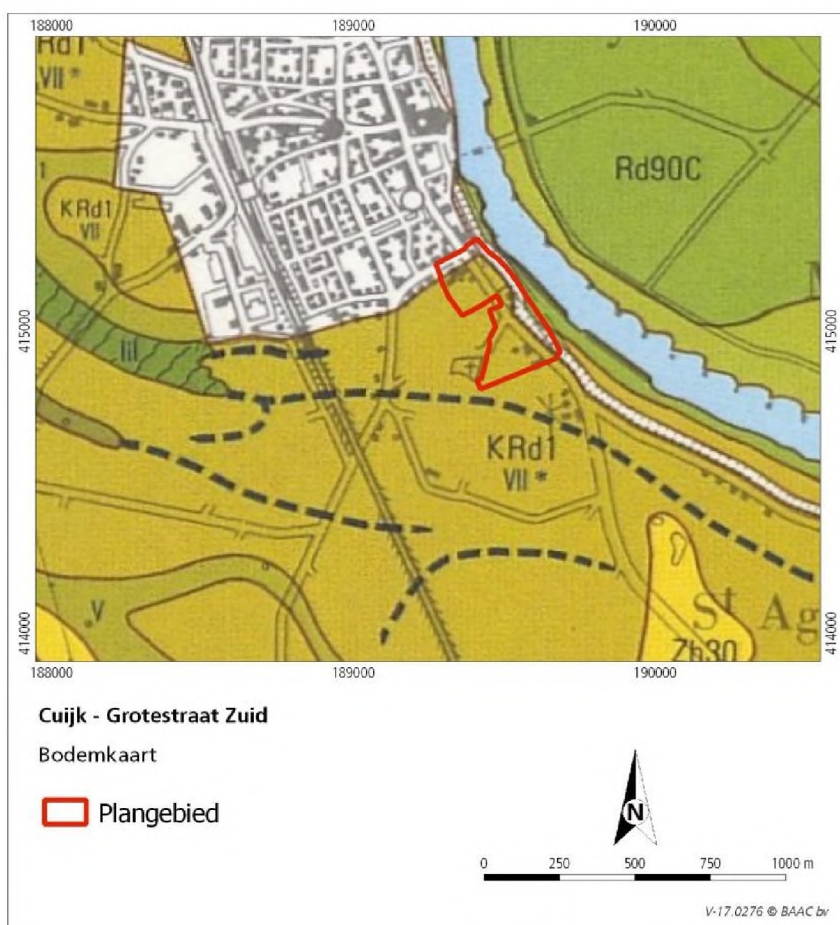 188000 189000 190000
Rd1
VII *
Rd90C
KRd1
VII
415000 415000
KRd1
VII *
V
St Ag
414000 414000
Zb30
188000 189000 190000
Cuijk - Grotestraat Zuid
Bodemkaart
Plangebied
N
0 250 500 750 1000 m
V-17.0276 © BAAC bv